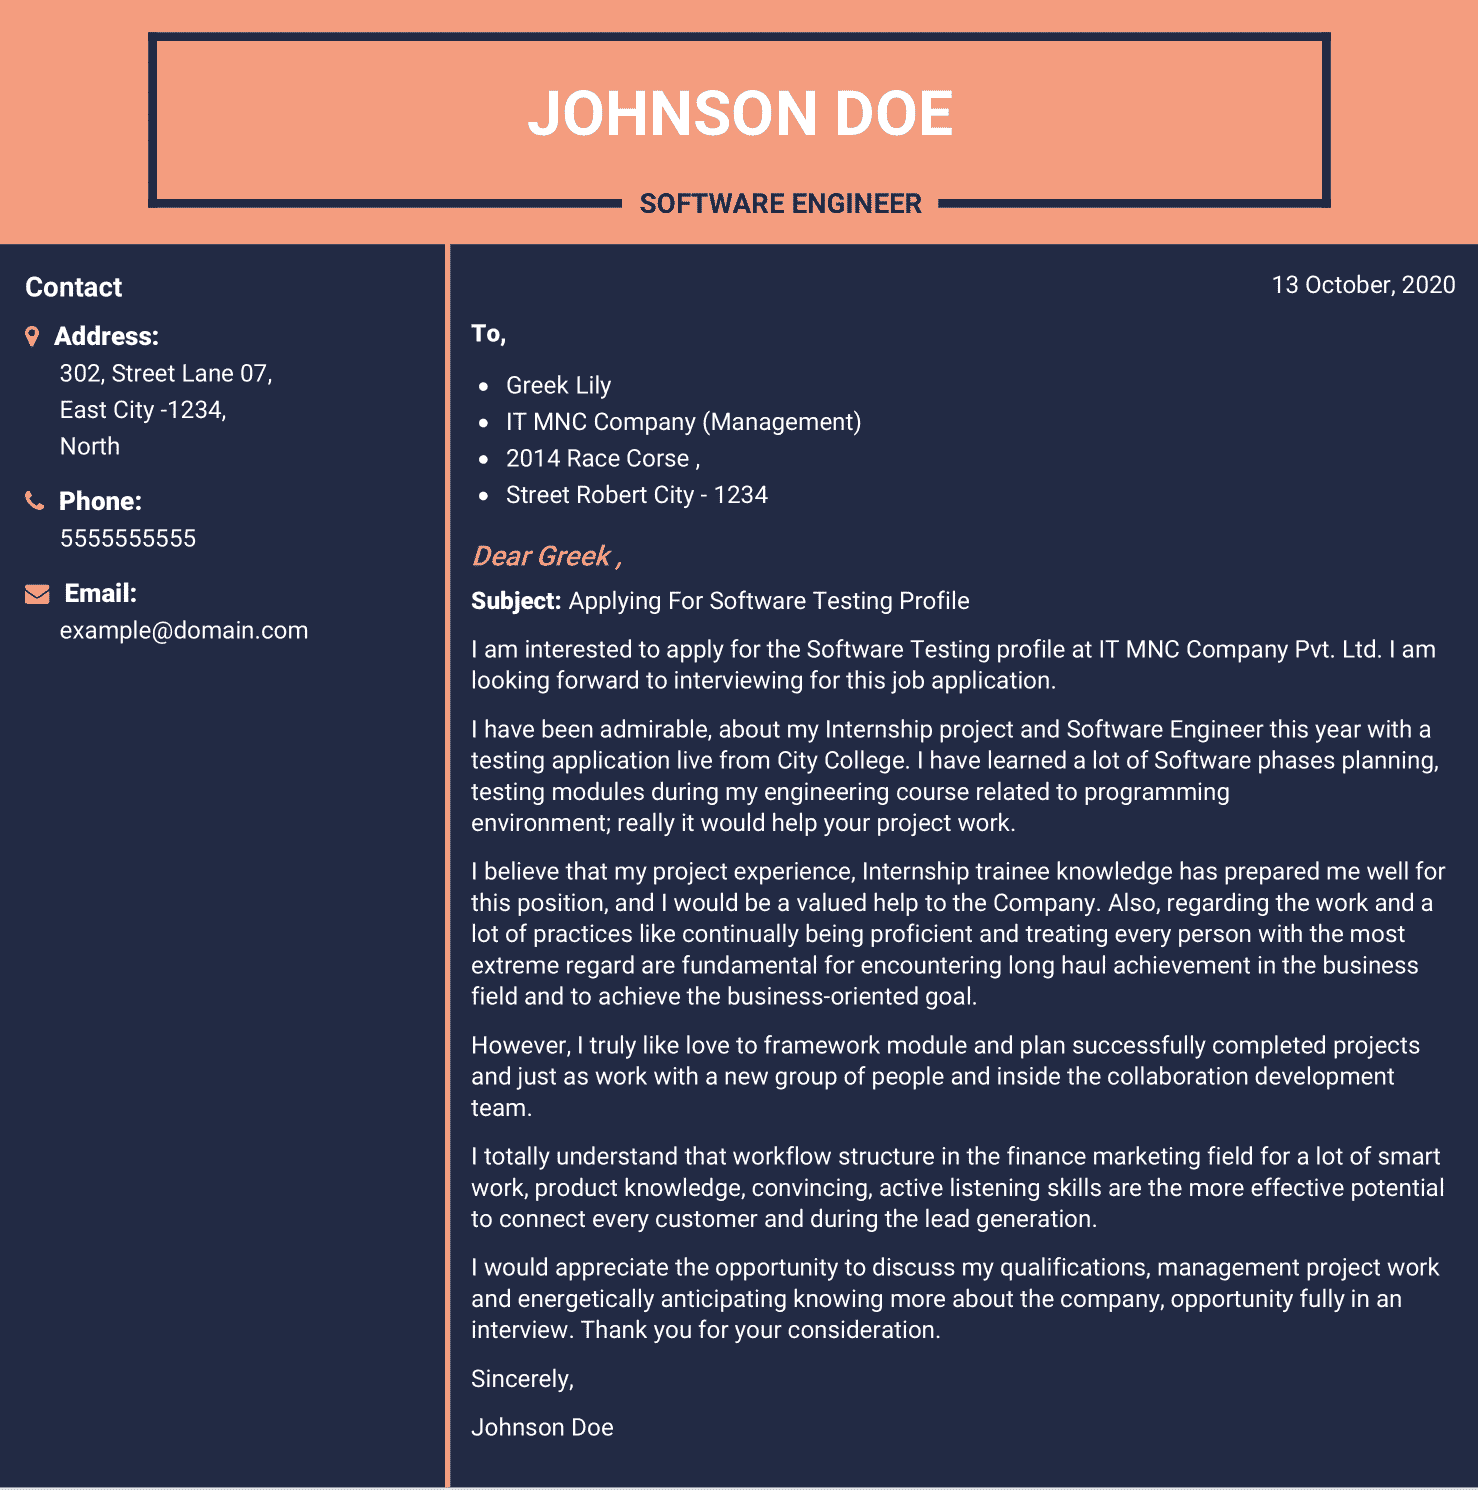 JOHNSON DOE
SOFTWARE ENGINEER
Contact
Address:
302, Street Lane 07,
East City -1234,
North
Phone:
5555555555
Email:
example@domain.com
13 October, 2020
To,
• Greek Lily
• IT MNC Company (Management)
• 2014 Race Corse ,
• Street Robert City - 1234
Dear Greek ,
Subject: Applying For Software Testing Profile
I am interested to apply for the Software Testing profile at IT MNC Company Pvt. Ltd. I am
looking forward to interviewing for this job application.
I have been admirable, about my Internship project and Software Engineer this year with a
testing application live from City College. I have learned a lot of Software phases planning,
testing modules during my engineering course related to programming
environment; really it would help your project work.
I believe that my project experience, Internship trainee knowledge has prepared me well for
this position, and I would be a valued help to the Company. Also, regarding the work and a
lot of practices like continually being proficient and treating every person with the most
extreme regard are fundamental for encountering long haul achievement in the business
field and to achieve the business-oriented goal.
However, I truly like love to framework module and plan successfully completed projects
and just as work with a new group of people and inside the collaboration development
team.
I totally understand that workflow structure in the finance marketing field for a lot of smart
work, product knowledge, convincing, active listening skills are the more effective potential
to connect every customer and during the lead generation.
I would appreciate the opportunity to discuss my qualifications, management project work
and energetically anticipating knowing more about the company, opportunity fully in an
interview. Thank you for your consideration.
Sincerely,
Johnson Doe